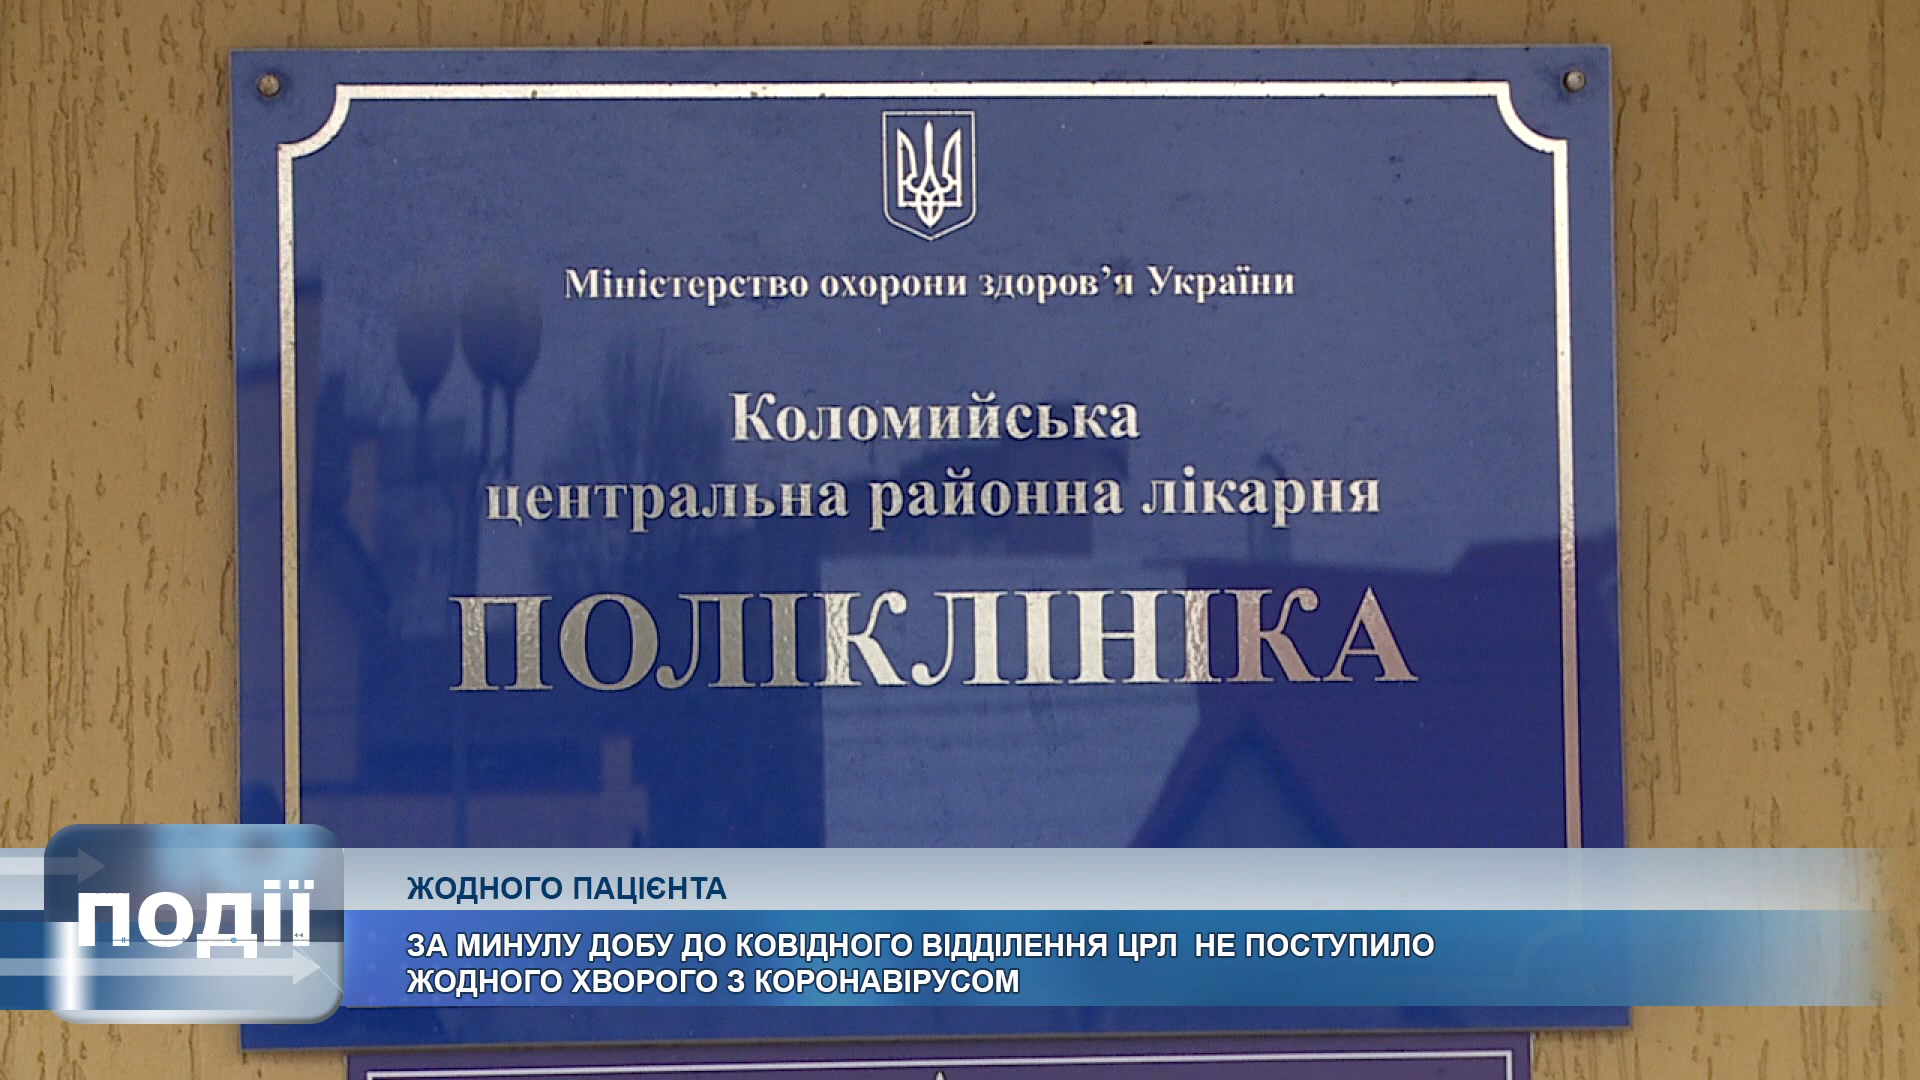 Міністерство охорони здоров’я України
Коломийська
центральна районна лікарня
ПОЛІКЛІНІКА
події
ЖОДНОГО ПАЦІЄНТА
ЗА МИНУЛУ ДОБУ ДО КОВІДНОГО ВІДДІЛЕННЯ ЦРЛ НЕ ПОСТУПИЛО
ЖОДНОГО ХВОРОГО З КОРОНАВІРУСОМ